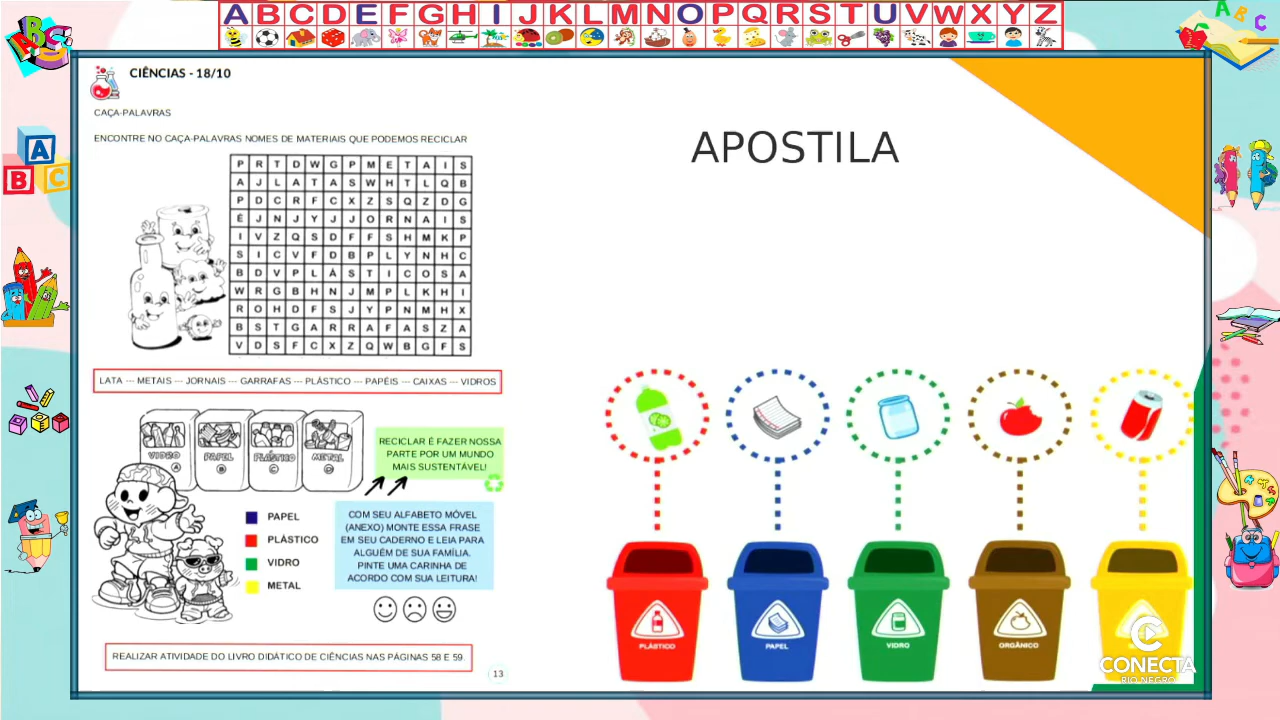 A B C D E F G H I J K L M N O P Q R S T U V W X Y Z
CIÊNCIAS - 18/10
CAÇA-PALAVRAS
ENCONTRE NO CAÇA-PALAVRAS NOMES DE MATERIAIS QUE PODEMOS RECICLAR
P R T D W G P M E T A I S
A J L A T A S W H T L Q B
P D C R F C X Z S Q Z D G
É J N J Y J J O R N A I S
I V Z Q S D F F S H M K P
S I C V F D B P L Y N H C
B D V P L Á S T I C O S A
W R G B H N J M P L K H I
R O H D F S J Y P N M H X
B S T G A R R A F A S Z A
V D S F C X Z Q W B G F S
LATA --- METAIS --- JORNAIS --- GARRAFAS --- PLÁSTICO --- PAPÉIS --- CAIXAS --- VIDROS
VIDRO
A
PAPEL
B
PLÁSTICO
C
METAL
D
RECICLAR É FAZER NOSSA
PARTE POR UM MUNDO
MAIS SUSTENTÁVEL!
PAPEL
PLÁSTICO
VIDRO
METAL
COM SEU ALFABETO MÓVEL
(ANEXO) MONTE ESSA FRASE
EM SEU CADERNO E LEIA PARA
ALGUÉM DE SUA FAMÍLIA.
PINTE UMA CARINHA DE
ACORDO COM SUA LEITURA!
REALIZAR ATIVIDADE DO LIVRO DIDÁTICO DE CIÊNCIAS NAS PÁGINAS 58 E 59
13
APOSTILA
PLÁSTICO
PAPEL
VIDRO
ORGÂNICO
CONECTA
RIO NEGRO
ABC
A
B C
A B C